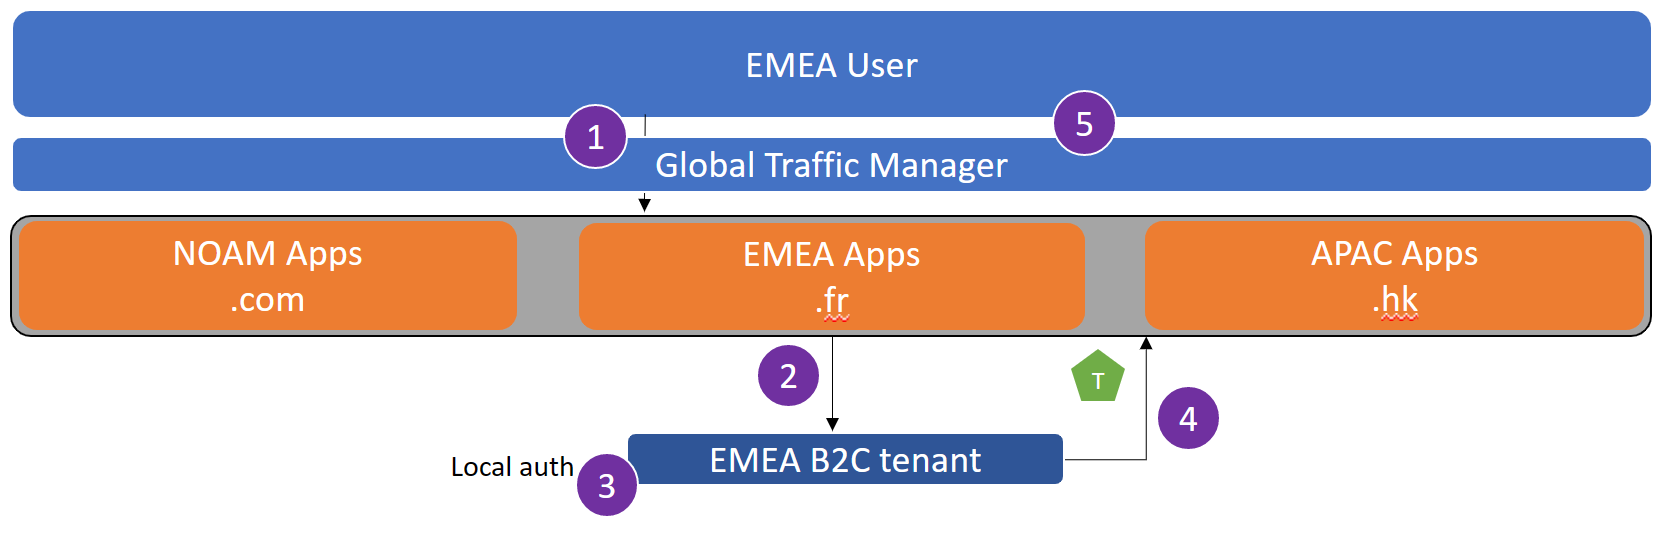 EMEA User
1
5
Global Traffic Manager
NOAM Apps
.com
EMEA Apps
.fr
APAC Apps
.hk
2
T
4
EMEA B2C tenant
Local auth
3